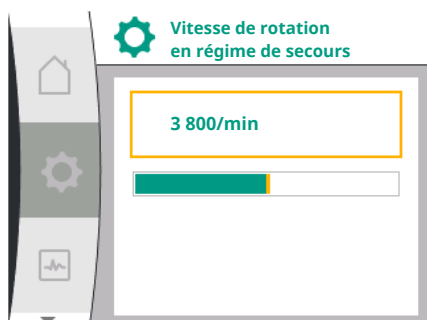 Vitesse de rotation
en régime de secours
3 800/min